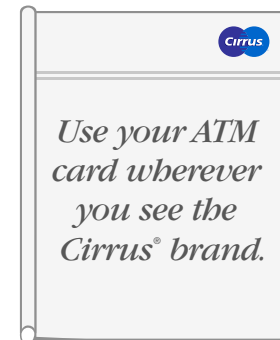 Cirrus
Use your ATM
card wherever
you see the
Cirrus® brand.